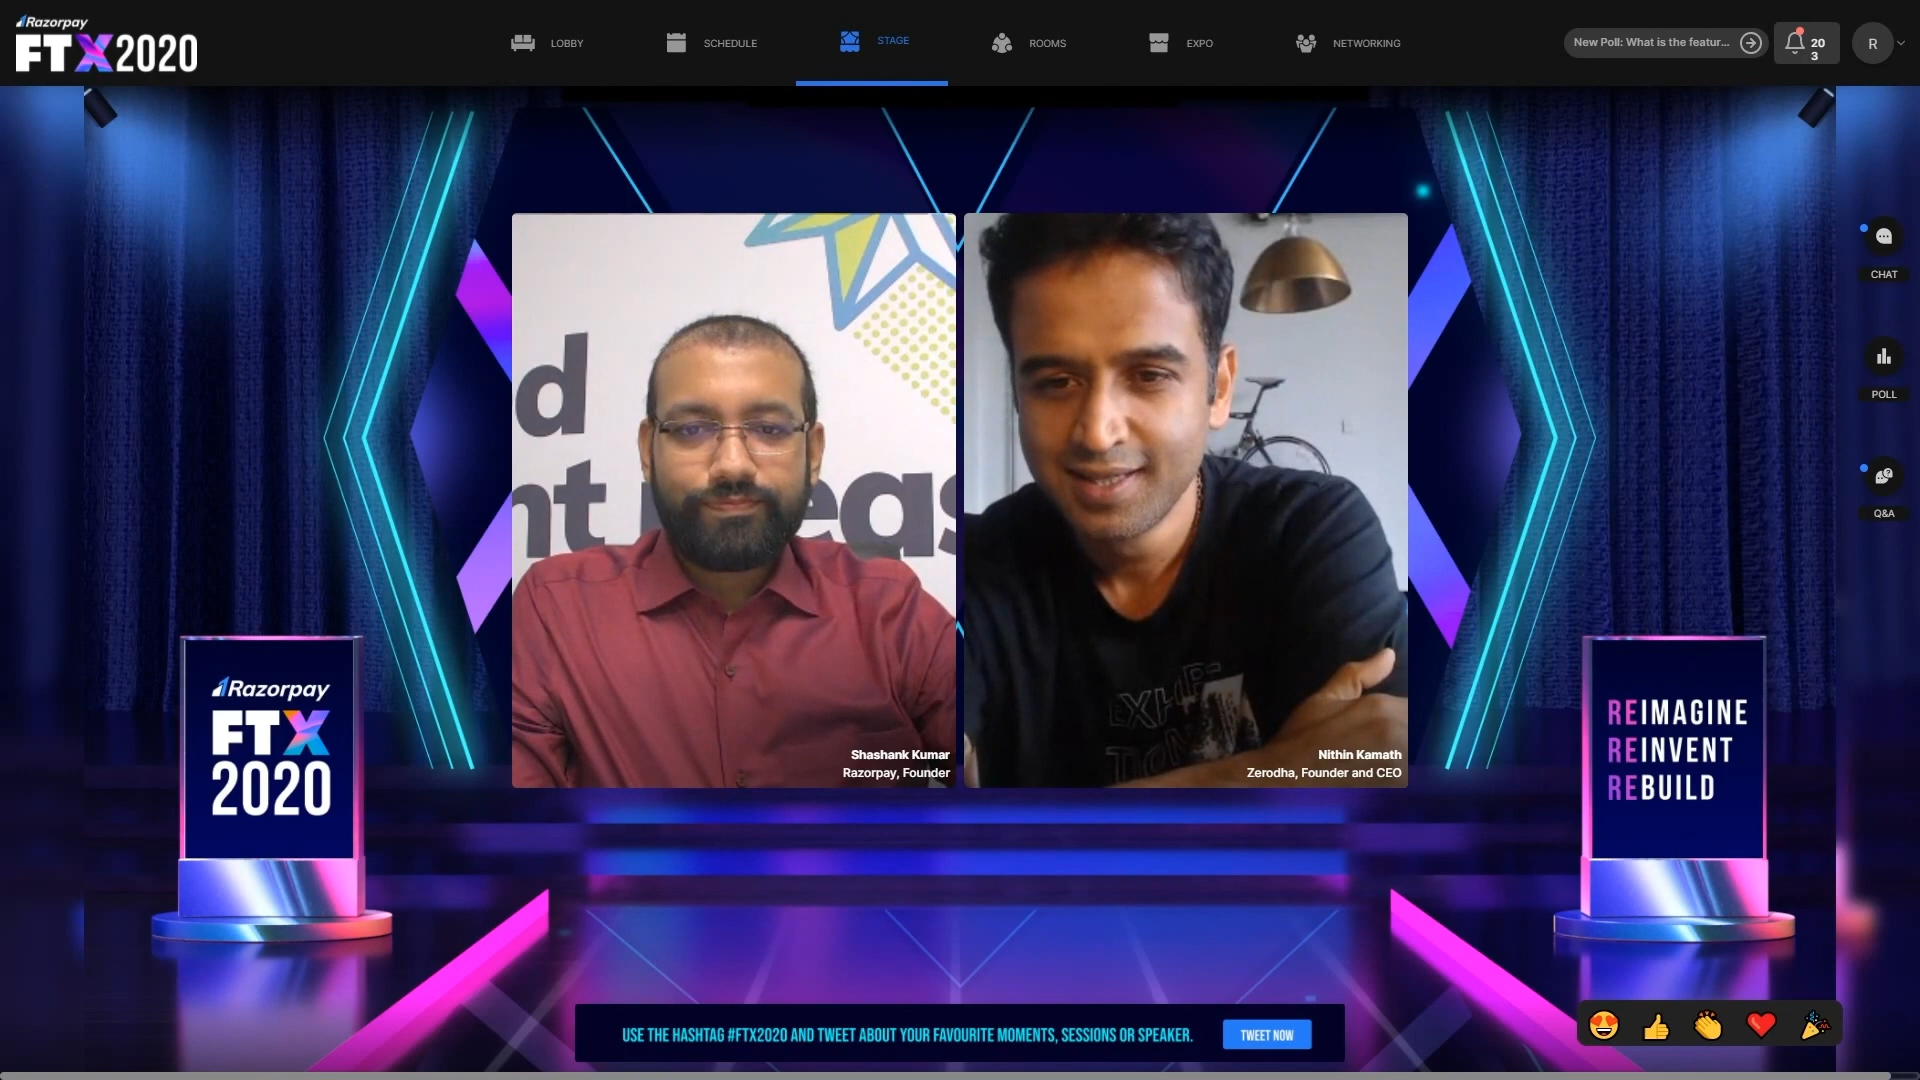 Razorpay
FTX2020
LOBBY
SCHEDULE
STAGE
ROOMS
EXPO
NETWORKING
New Poll: What is the featur...
20
3
R
CHAT
POLL
Q&A
d
nt
eas
Shashank Kumar
Razorpay, Founder
Nithin Kamath
Zerodha, Founder and CEO
Razorpay
FTX
2020
REIMAGINE
REINVENT
REBUILD
USE THE HASHTAG #FTX2020 AND TWEET ABOUT YOUR FAVOURITE MOMENTS, SESSIONS OR SPEAKER.
TWEET NOW